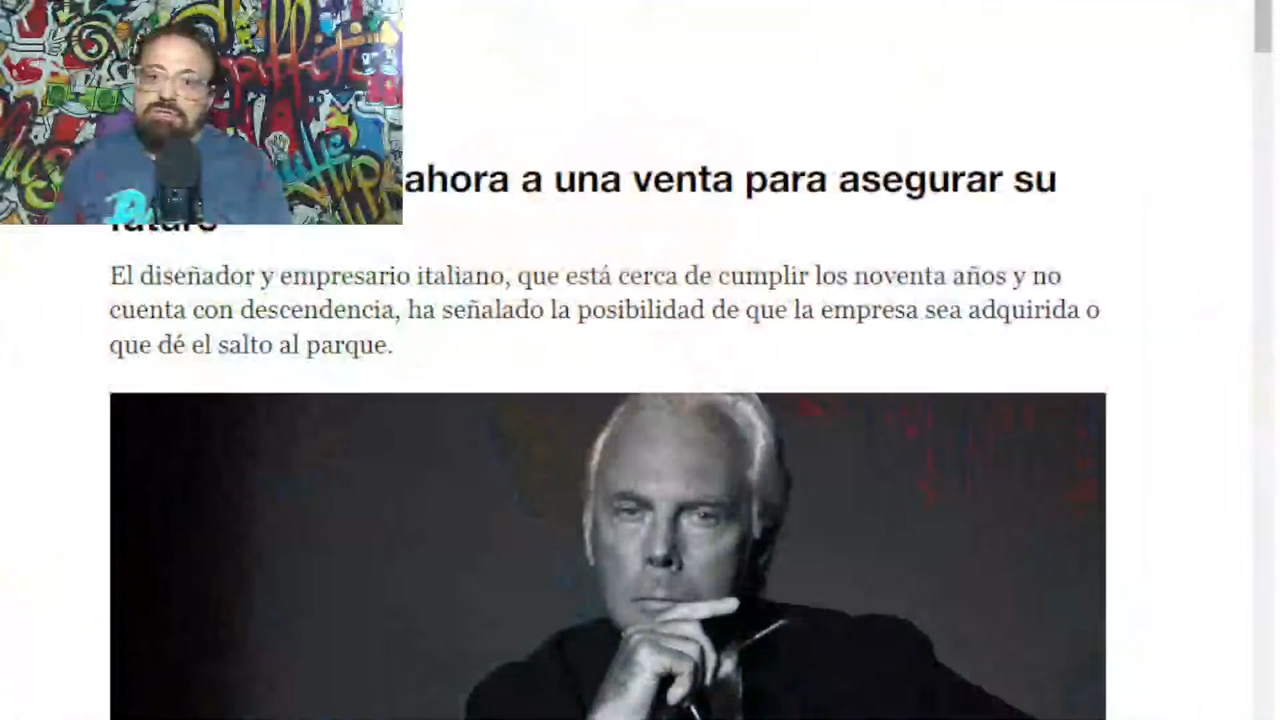 ahora a una venta para asegurar su
futuro
El diseñador y empresario italiano, que está cerca de cumplir los noventa años y no
cuenta con descendencia, ha señalado la posibilidad de que la empresa sea adquirida o
que dé el salto al parque.